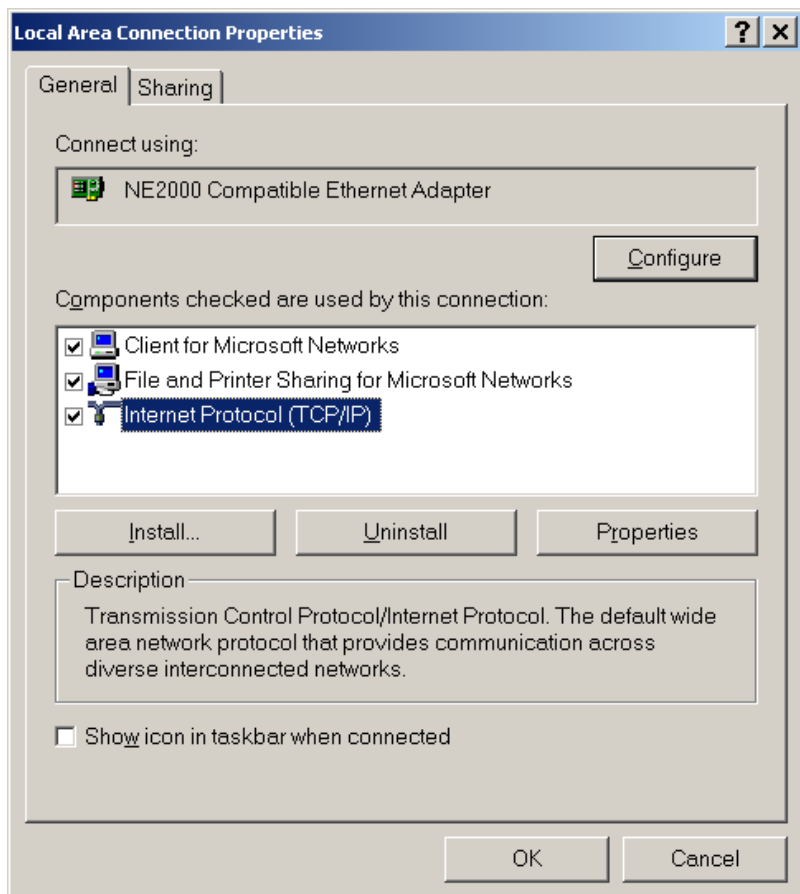 Local Area Connection Properties
General
Sharing
Connect using:
NE2000 Compatible Ethernet Adapter
Configure
Components checked are used by this connection:
Client for Microsoft Networks
File and Printer Sharing for Microsoft Networks
Internet Protocol (TCP/IP)
Install...
Uninstall
Properties
Description
Transmission Control Protocol/Internet Protocol. The default wide
area network protocol that provides communication across
diverse interconnected networks.
Show icon in taskbar when connected
OK
Cancel